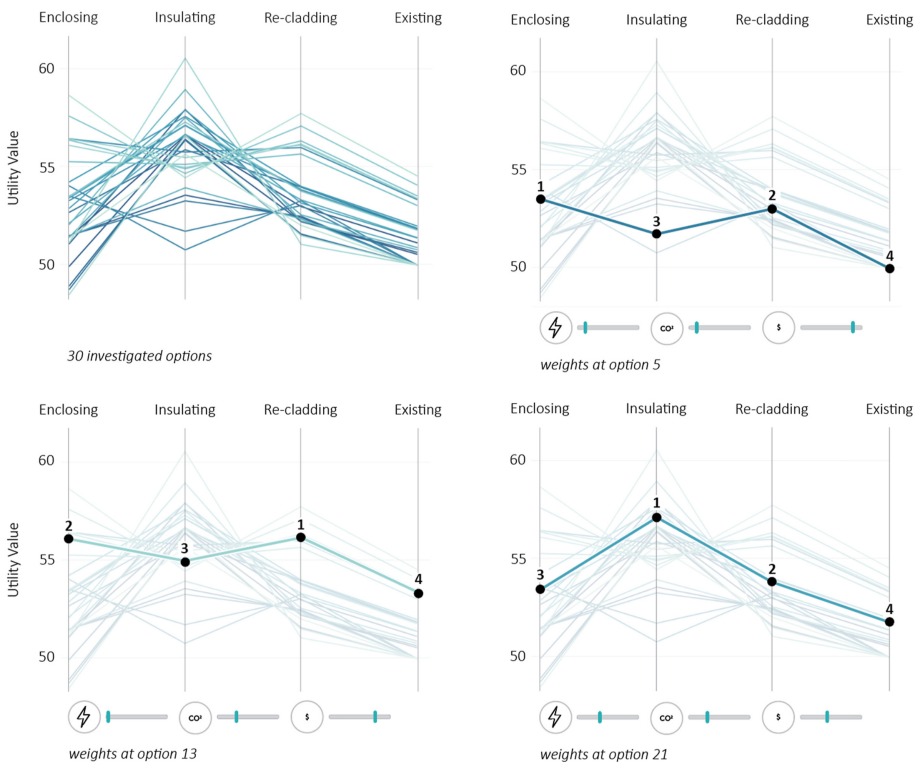 Enclosing Insulating Re-cladding Existing
60
55
50
Utility Value
30 investigated options
Enclosing Insulating Re-cladding Existing
60
55
50
1
3
2
4
CO² $
weights at option 5
Enclosing Insulating Re-cladding Existing
60
55
50
Utility Value
2
3
1
4
CO² $
weights at option 13
Enclosing Insulating Re-cladding Existing
60
55
50
3
1
2
4
CO² $
weights at option 21